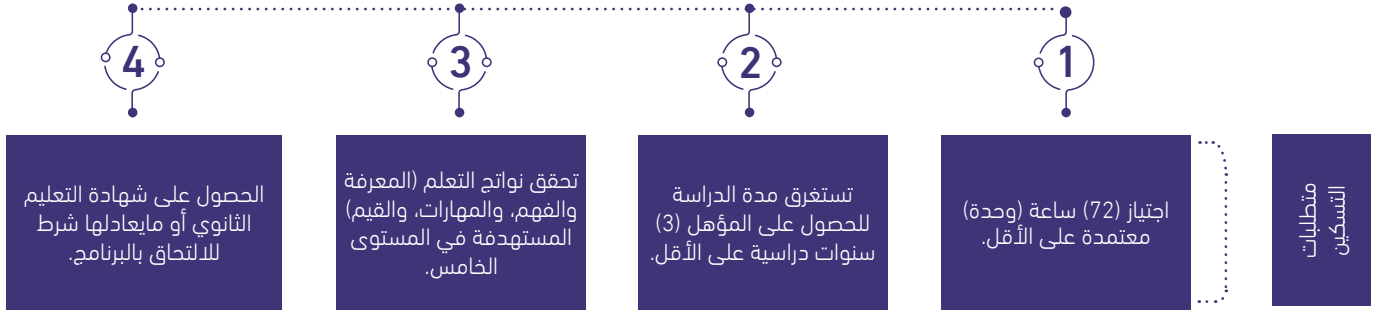 متطلبات
التسكين
1
اجتياز (72) ساعة (وحدة)
معتمدة على الأقل.
2
تستغرق مدة الدراسة
للحصول على المؤهل (3)
سنوات دراسية على الأقل.
3
تحقق نواتج التعلم (المعرفة
والفهم، والمهارات، والقيم)
المستهدفة في المستوى
الخامس.
4
الحصول على شهادة التعليم
الثانوي أو مايعادلها شرط
للالتحاق بالبرنامج.